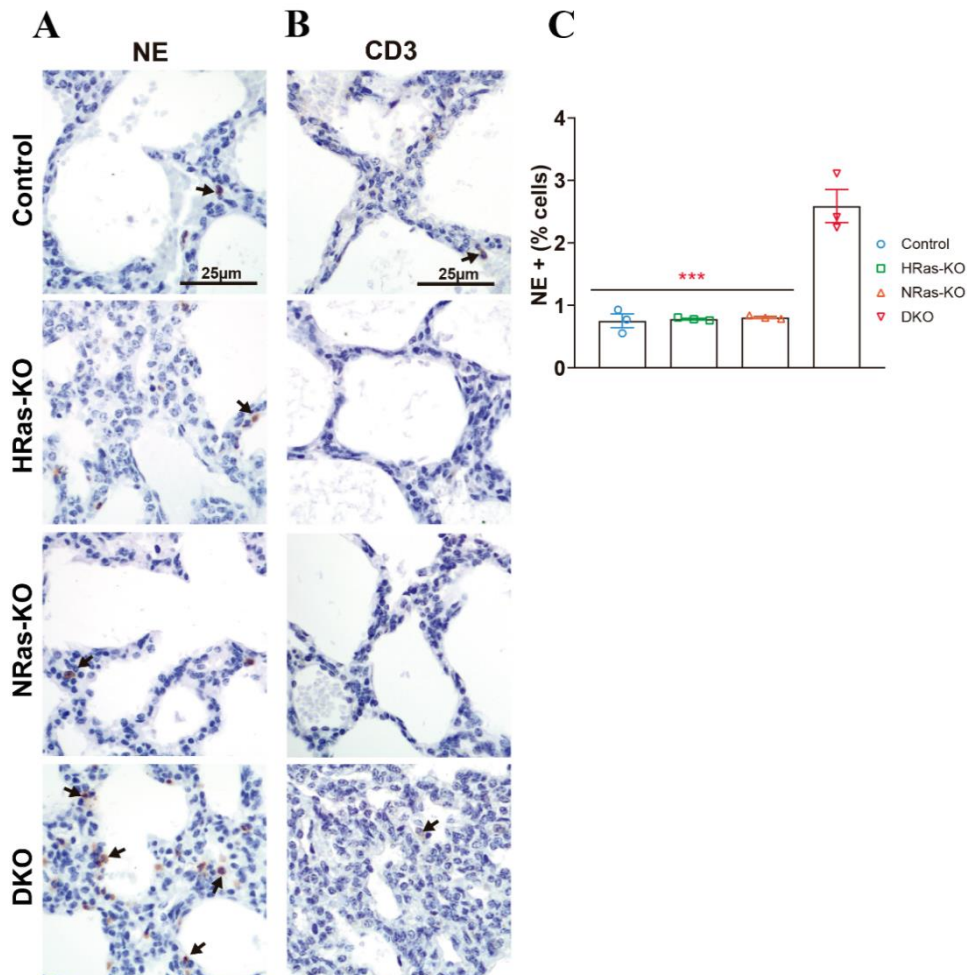 A
B
C
NE
CD3
Control
25µm
25µm
HRas-KO
NRas-KO
DKO
NE + (% cells)
4
3
2
1
0
***
Control
HRas-KO
NRas-KO
DKO